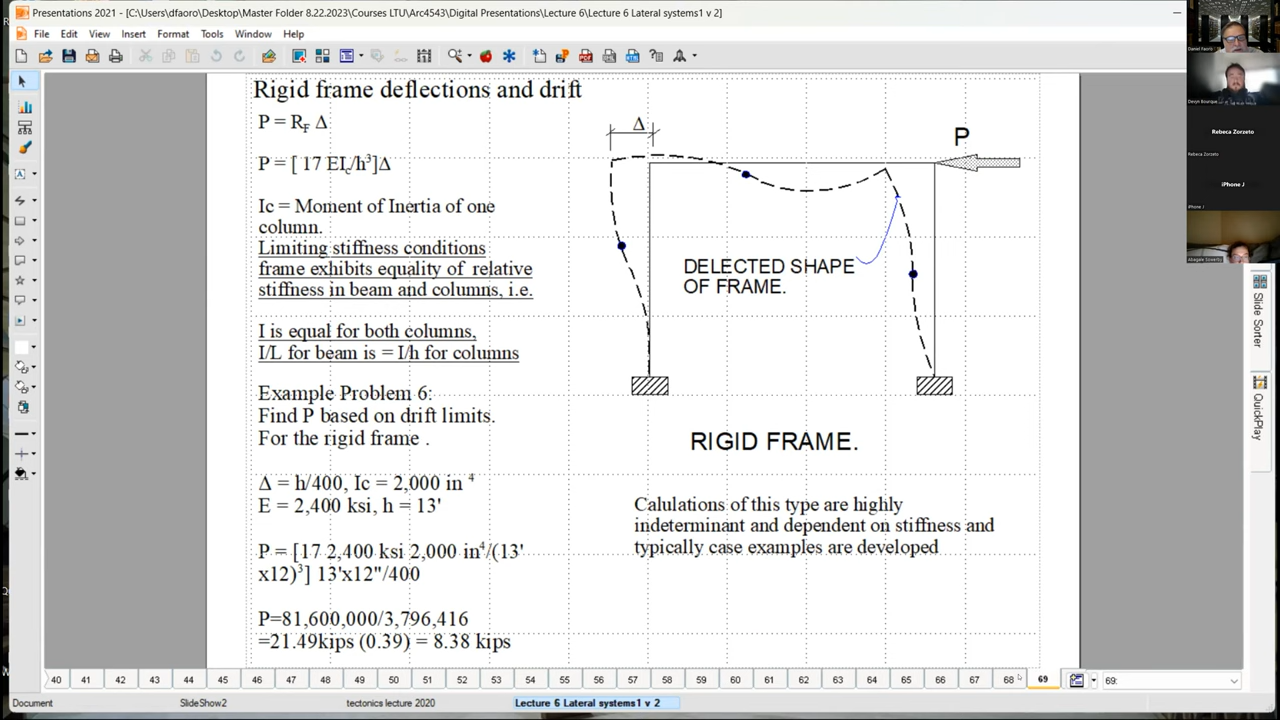 Presentations 2021 - [C:\Users\dfaoro\Desktop\Master Folder 8.22.2023\Courses LTU\Arc4543\Digital Presentations\Lecture 6\Lecture 6 Lateral systems1 v 2]
File Edit View Insert Format Tools Window Help
Rigid frame deflections and drift
P = RF Δ
P = [ 17 EIc/h³]Δ
Ic = Moment of Inertia of one
column.
Limiting stiffness conditions
frame exhibits equality of relative
stiffness in beam and columns, i.e.
I is equal for both columns,
I/L for beam is = I/h for columns
Example Problem 6:
Find P based on drift limits.
For the rigid frame .
Δ = h/400, Ic = 2,000 in ⁴
E = 2,400 ksi, h = 13'
P = [17 2,400 ksi 2,000 in⁴/(13'
x12)³] 13'x12"/400
P=81,600,000/3,796,416
=21.49kips (0.39) = 8.38 kips
Δ
P
DELECTED SHAPE
OF FRAME.
RIGID FRAME.
Calulations of this type are highly
indeterminant and dependent on stiffness and
typically case examples are developed
Daniel Faoro
Devyn Bourque
Rebeca Zorzeto
Rebeca Zorzeto
iPhone J
iPhone J
Slide Sorter
QuickPlay
40 41 42 43 44 45 46 47 48 49 50 51 52 53 54 55 56 57 58 59 60 61 62 63 64 65 66 67 68 69
69:
Document SlideShow2 tectonics lecture 2020 Lecture 6 Lateral systems1 v 2